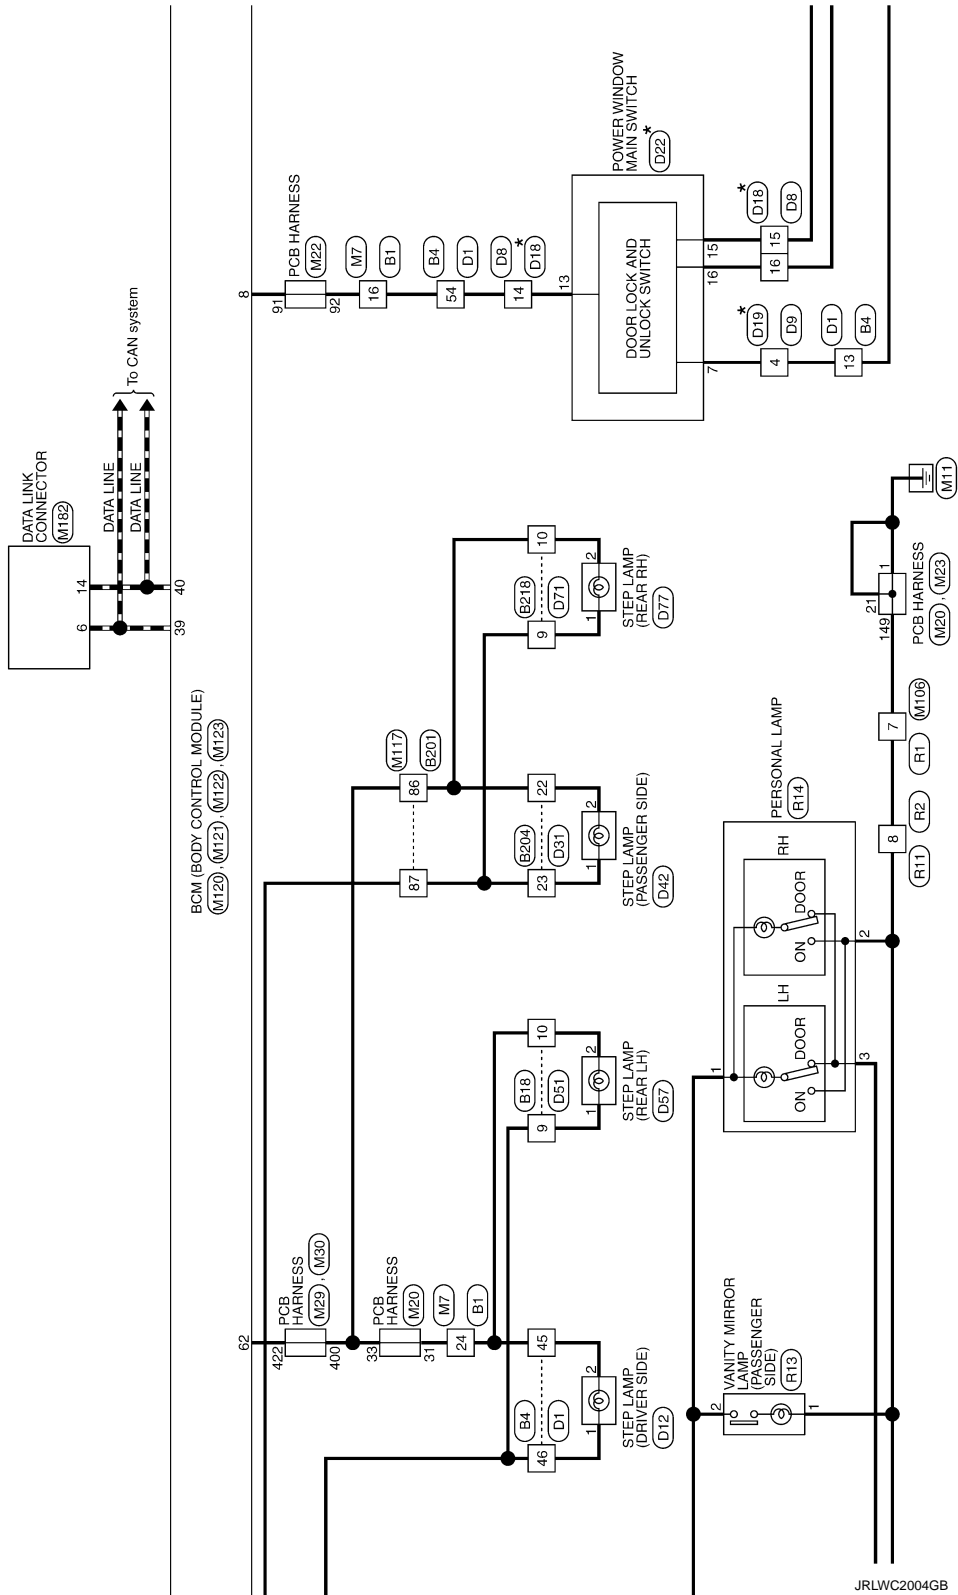 DATA LINK
CONNECTOR
M182
6
14
DATA LINE
DATA LINE
To CAN system
39
40
BCM (BODY CONTROL MODULE)
M120 , M121 , M122 , M123
62
8
422
PCB
HARNESS
M29 , M30
400
33
PCB
HARNESS
M20
31
24
M7
B1
46
B4
D1
45
1
2
STEP LAMP
(DRIVER SIDE)
D12
9
B18
D51
10
1
2
STEP LAMP
(REAR LH)
D57
87
86
M117
B201
23
B204
D31
22
1
2
STEP LAMP
(PASSENGER SIDE)
D42
9
B218
D71
10
1
2
STEP LAMP
(REAR RH)
D77
91
PCB HARNESS
M22
92
16
M7
B1
54
B4
D1
14
D8
D18
*
13
POWER WINDOW
MAIN SWITCH
D22
*
DOOR LOCK AND
UNLOCK SWITCH
7
16
15
4
D19
*
D9
13
D1
B4
16
15
D18
*
D8
VANITY MIRROR
LAMP
(PASSENGER
SIDE)
R13
2
1
PERSONAL LAMP
R14
1
LH
ON
DOOR
RH
ON
DOOR
3
2
8
R11
R2
7
R1
M106
149
21
1
PCB HARNESS
M20 , M23
M11
JRLWC2004GB